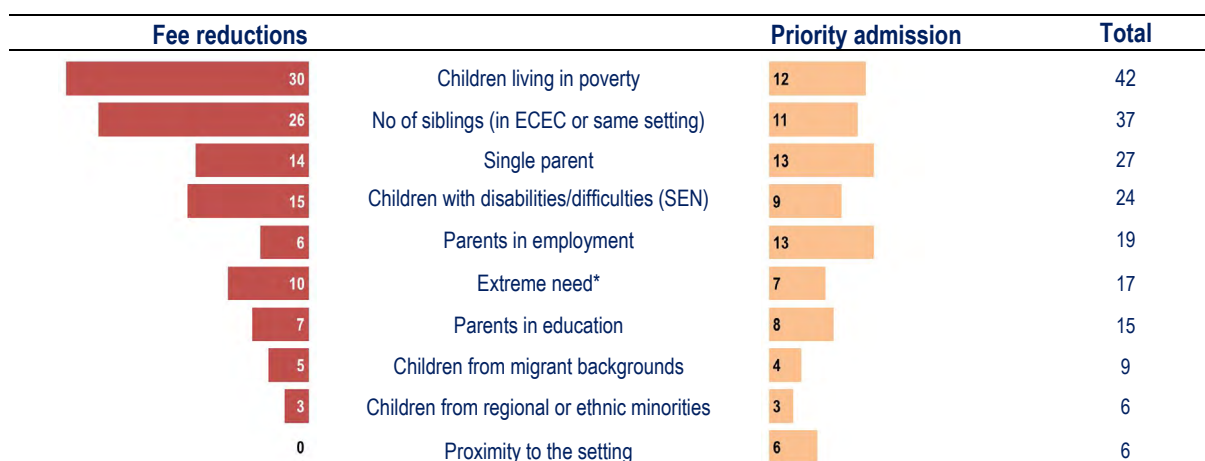 Fee reductions Priority admission Total
30 Children living in poverty 12 42
26 No of siblings (in ECEC or same setting) 11 37
14 Single parent 13 27
15 Children with disabilities/difficulties (SEN) 9 24
6 Parents in employment 13 19
10 Extreme need* 7 17
7 Parents in education 8 15
5 Children from migrant backgrounds 4 9
3 Children from regional or ethnic minorities 3 6
0 Proximity to the setting 6 6